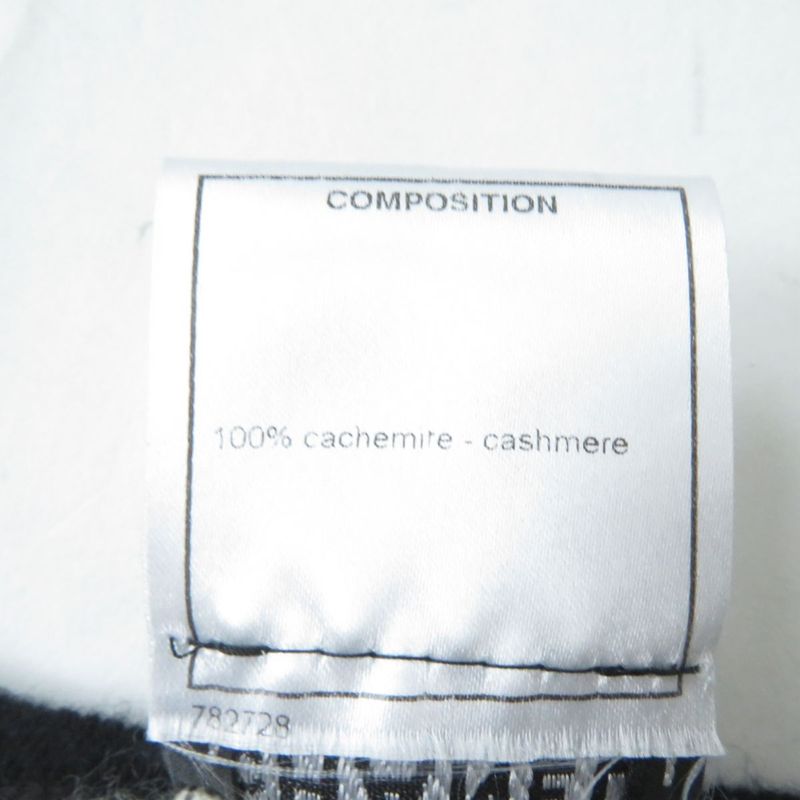 COMPOSITION
100% cachemire - cashmere
782728